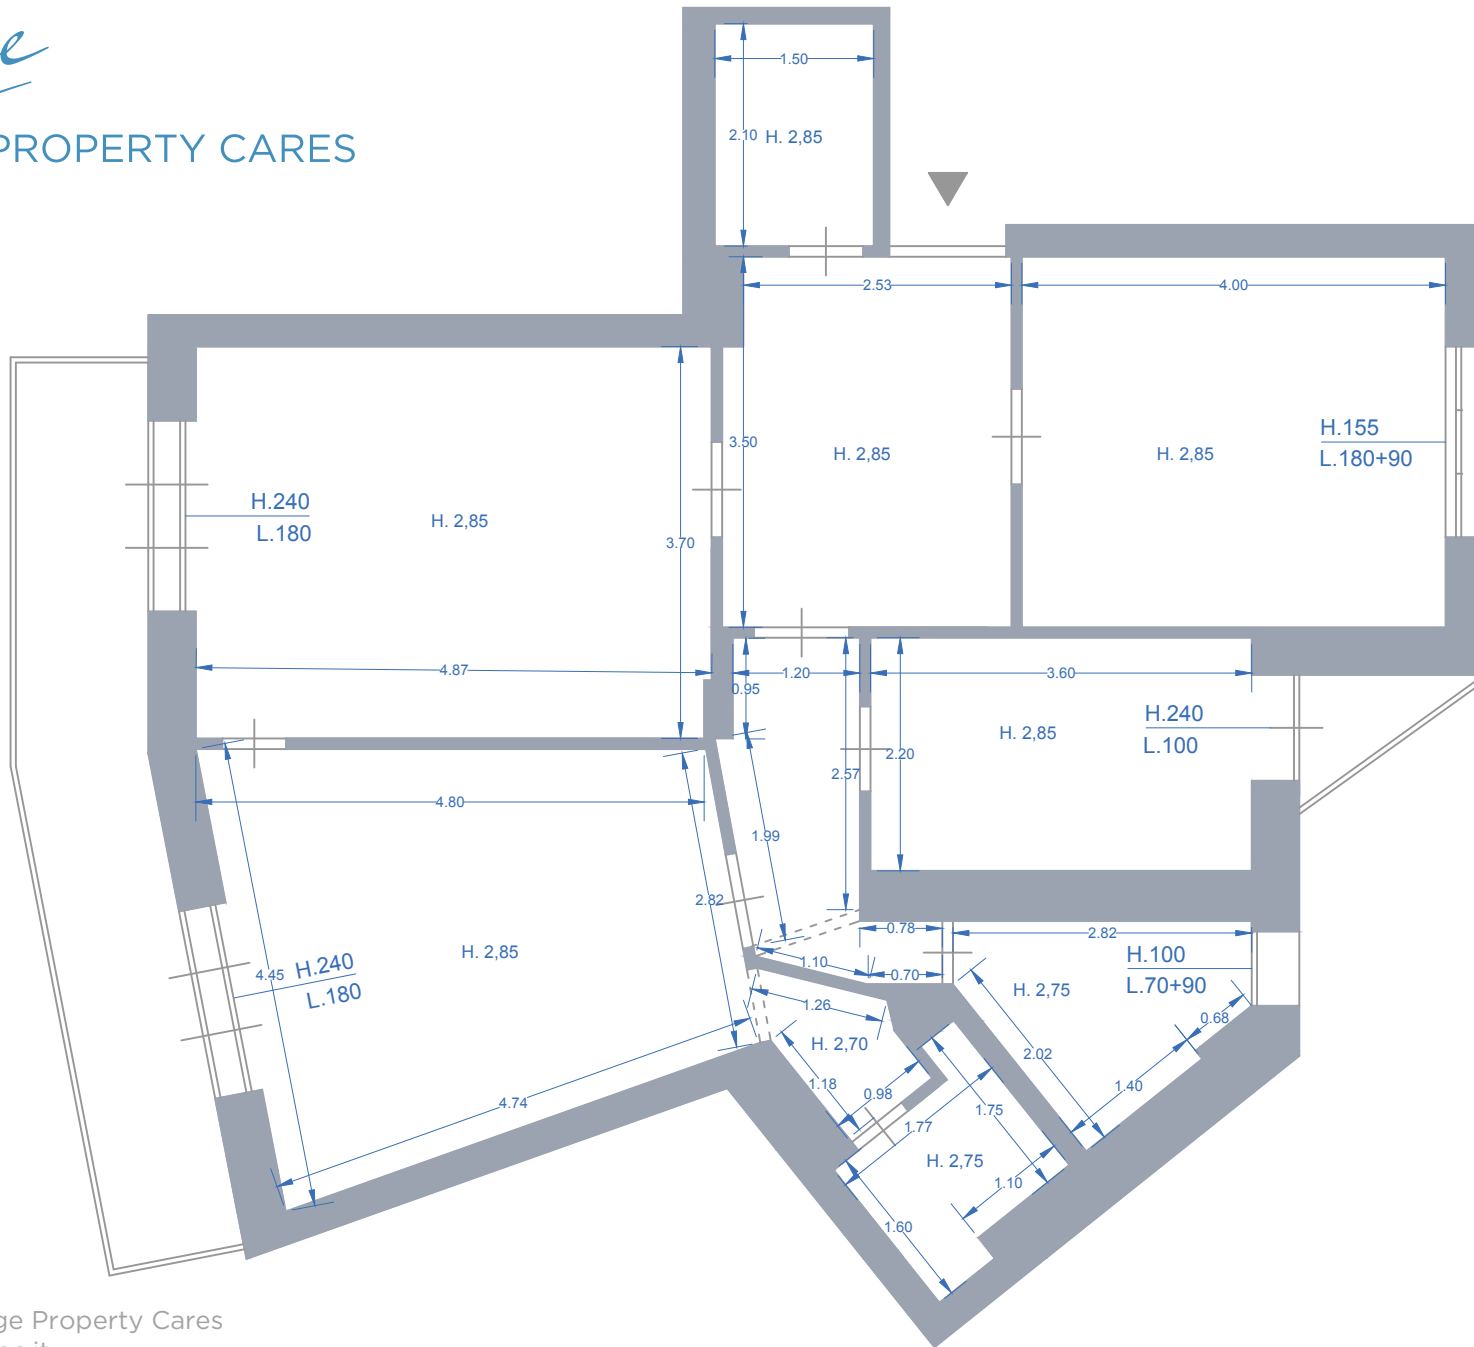 e
PROPERTY CARES
1.50
2.10
H. 2,85
2.53
4.00
3.50
H. 2,85
H. 2,85
H.155
L.180+90
H.240
L.180
H. 2,85
3.70
4.87
0.95
1.20
3.60
H. 2,85
H.240
L.100
2.57
2.20
4.80
1.99
2.82
H. 2,85
4.45
H.240
L.180
4.74
0.78
2.82
1.10
0.70
H.100
L.70+90
H. 2,75
1.26
0.68
H. 2,70
2.02
1.18
0.98
1.40
1.75
1.77
H. 2,75
1.10
1.60
ge Property Cares